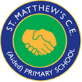 ST. MATTHEW'S C.E.
(Aided) PRIMARY SCHOOL